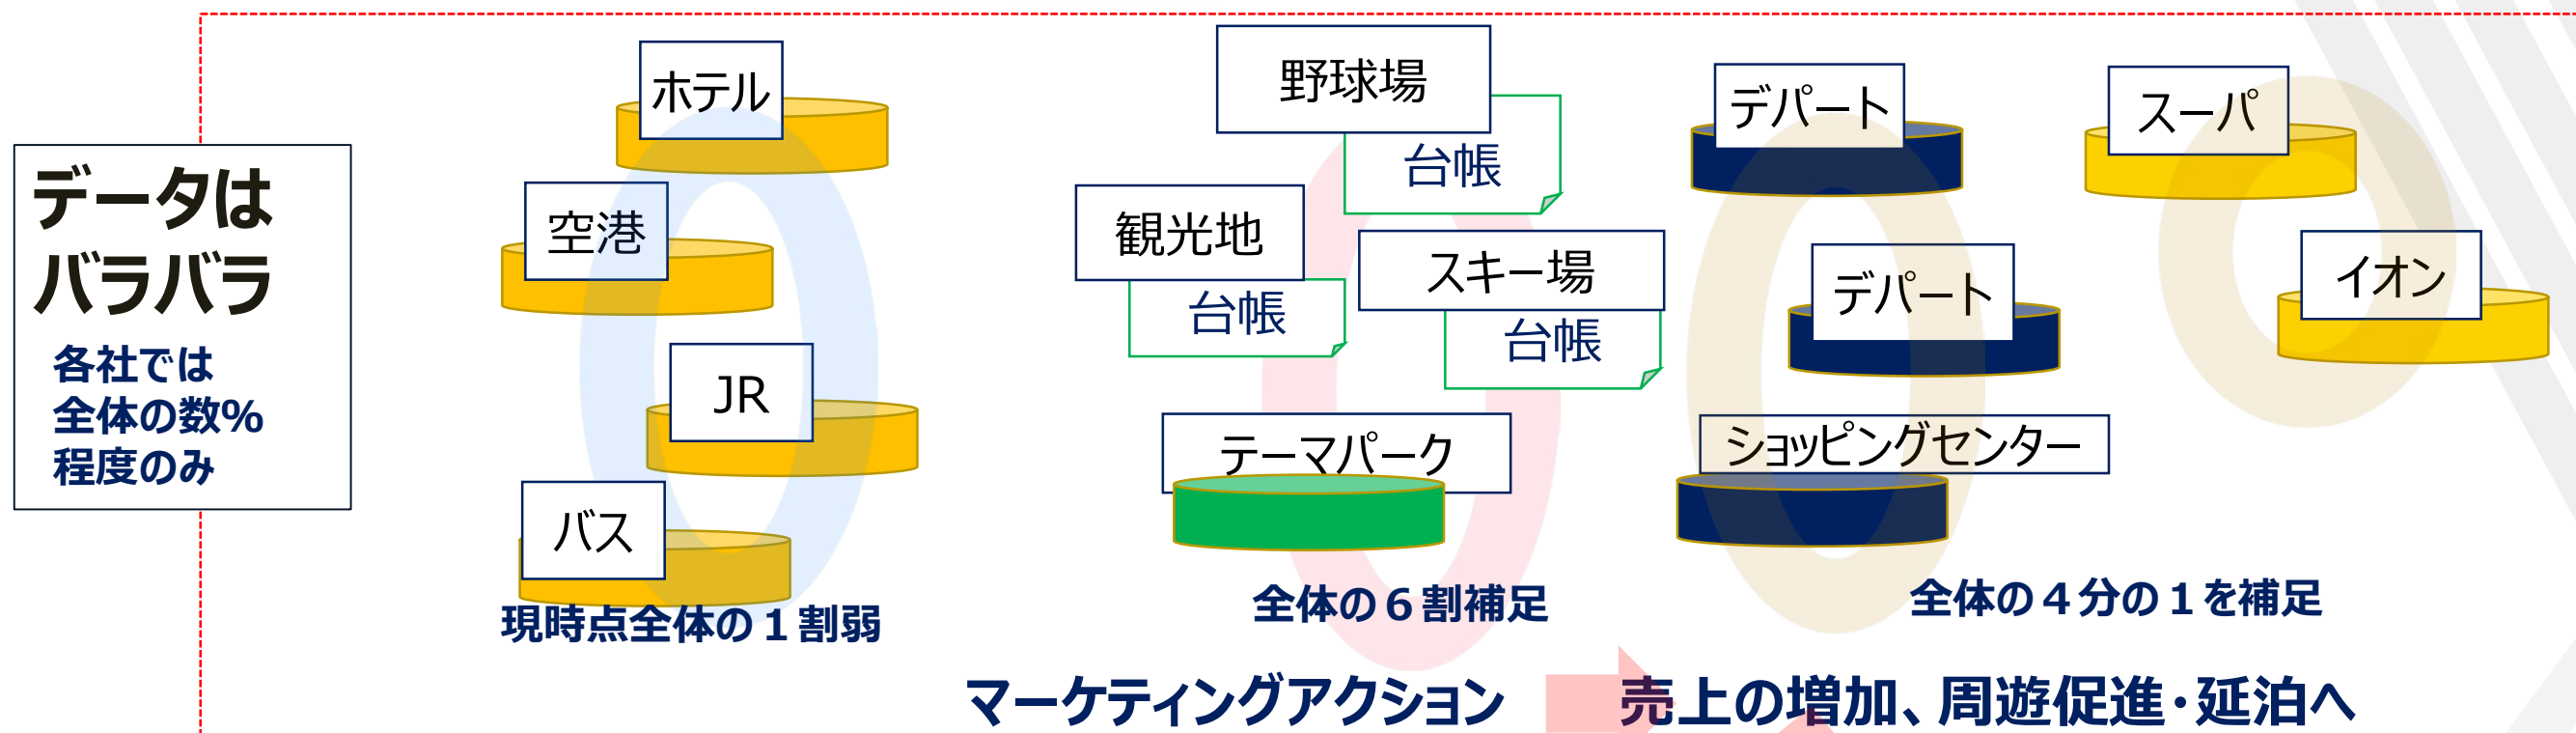 データは
バラバラ
各社では
全体の数%
程度のみ
ホテル
空港
JR
バス
現時点全体の１割弱
野球場
台帳
観光地
台帳
スキー場
台帳
テーマパーク
全体の６割補足
デパート
デパート
ショッピングセンター
スーパ
イオン
全体の４分の１を補足
マーケティングアクション
売上の増加、周遊促進・延泊へ